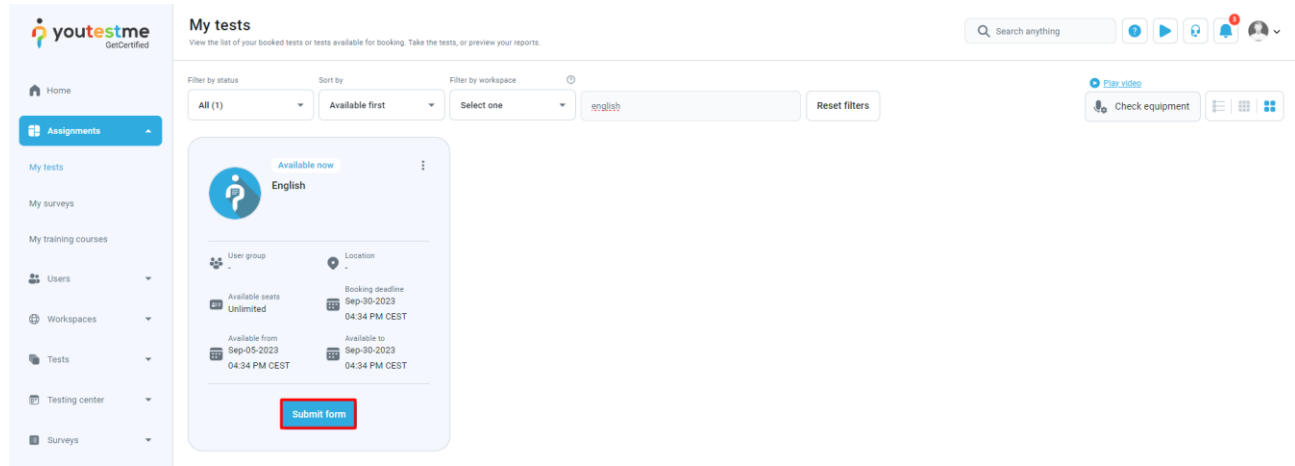 youtestme
GetCertified
My tests
View the list of your booked tests or tests available for booking. Take the tests, or preview your reports.
Search anything
?
3
Home
Assignments
My tests
My surveys
My training courses
Users
Workspaces
Tests
Testing center
Surveys
Filter by status
Sort by
Filter by workspace
?
Play video
All (1)
Available first
Select one
english
Reset filters
Check equipment
Available now
English
User group
-
Location
-
Available seats
Unlimited
Booking deadline
Sep-30-2023
04:34 PM CEST
Available from
Sep-05-2023
04:34 PM CEST
Available to
Sep-30-2023
04:34 PM CEST
Submit form